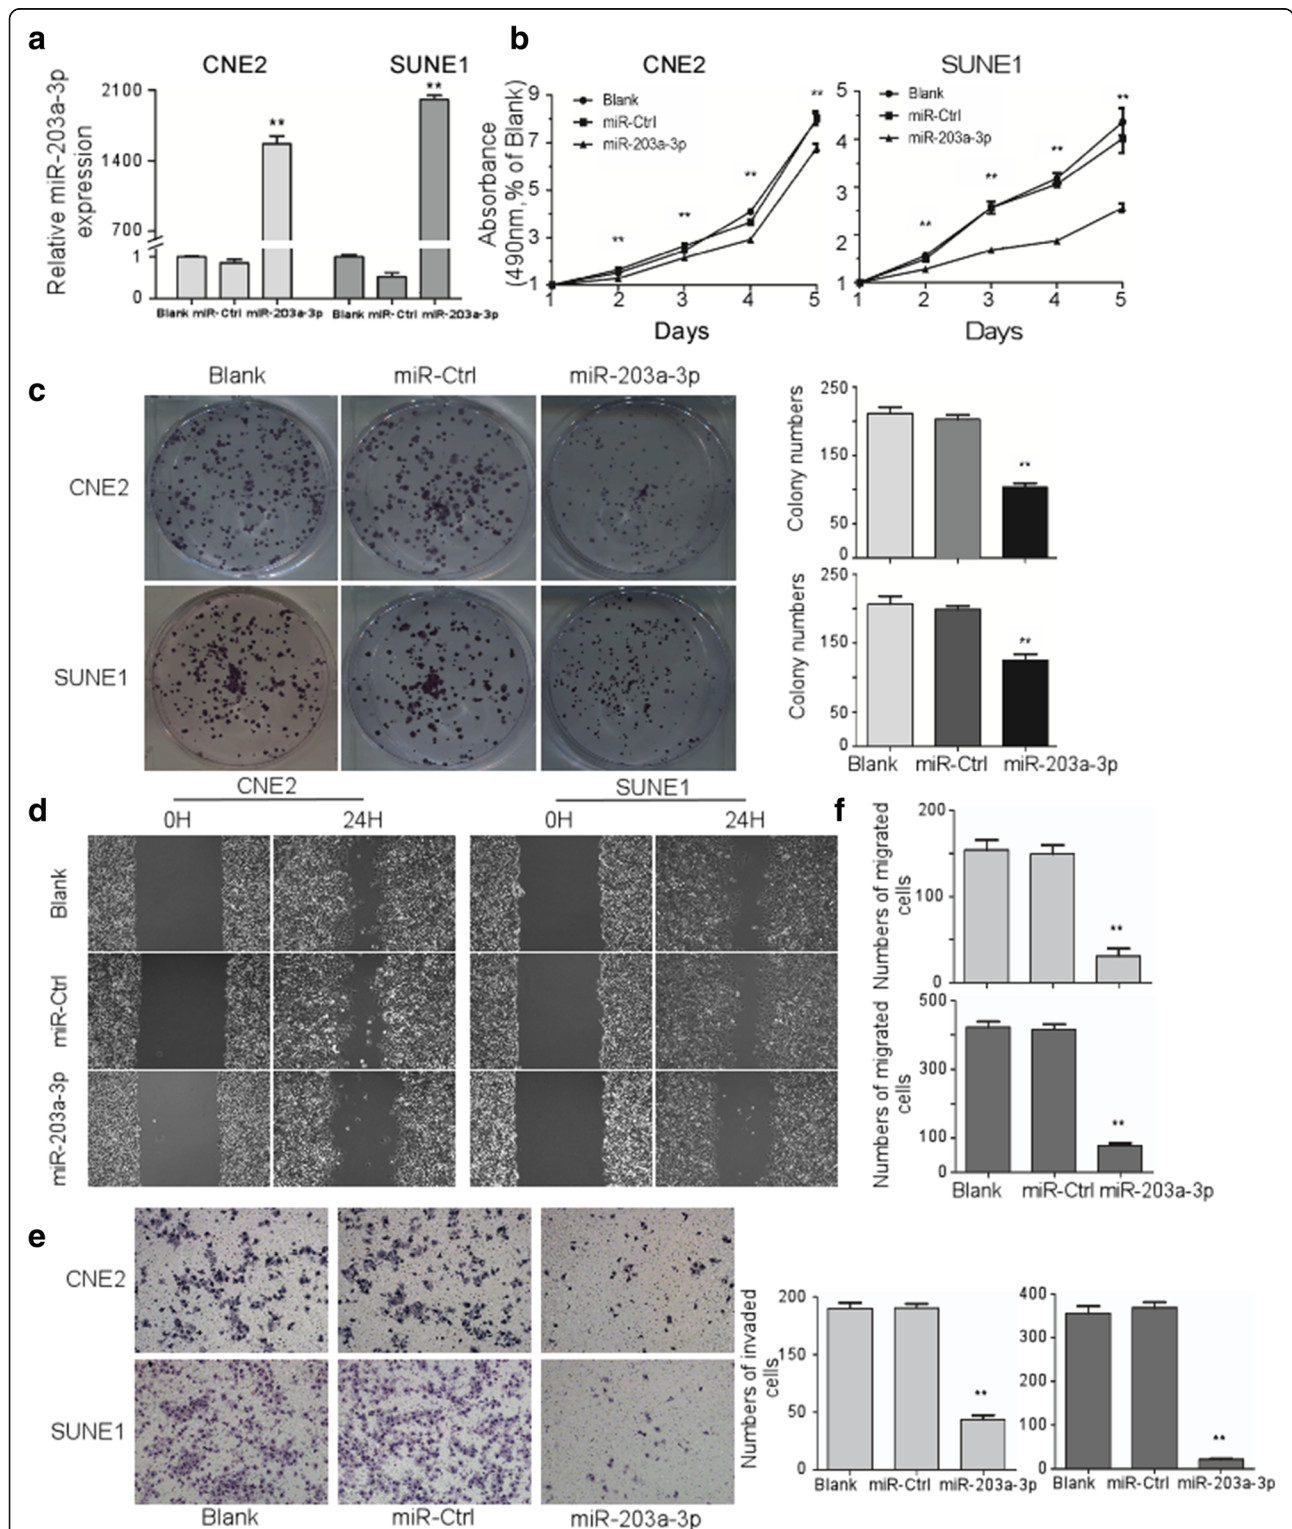 a
CNE2
SUNE1
Relative miR-203a-3p
expression
2100
1400
700
1
0
**
**
Blank miR-Ctrl miR-203a-3p
Blank miR-Ctrl miR-203a-3p
b
CNE2
Absorbance
(490nm,% of Blank)
9
7
5
3
1
Blank
miR-Ctrl
miR-203a-3p
**
**
**
**
1 2 3 4 5
Days
SUNE1
5
4
3
2
1
Blank
miR-Ctrl
miR-203a-3p
**
**
**
**
1 2 3 4 5
Days
c
Blank miR-Ctrl miR-203a-3p
CNE2
SUNE1
Colony numbers
250
150
50
0
**
Colony numbers
250
150
50
0
**
Blank miR-Ctrl miR-203a-3p
d
CNE2
SUNE1
0H 24H 0H 24H
Blank
miR-Ctrl
miR-203a-3p
f
Numbers of migrated
cells
200
100
0
**
Numbers of migrated
cells
500
300
100
0
**
Blank miR-Ctrl miR-203a-3p
e
CNE2
SUNE1
Blank miR-Ctrl miR-203a-3p
Numbers of invaded
cells
200
150
50
0
**
Blank miR-Ctrl miR-203a-3p
400
300
200
100
0
**
Blank miR-Ctrl miR-203a-3p